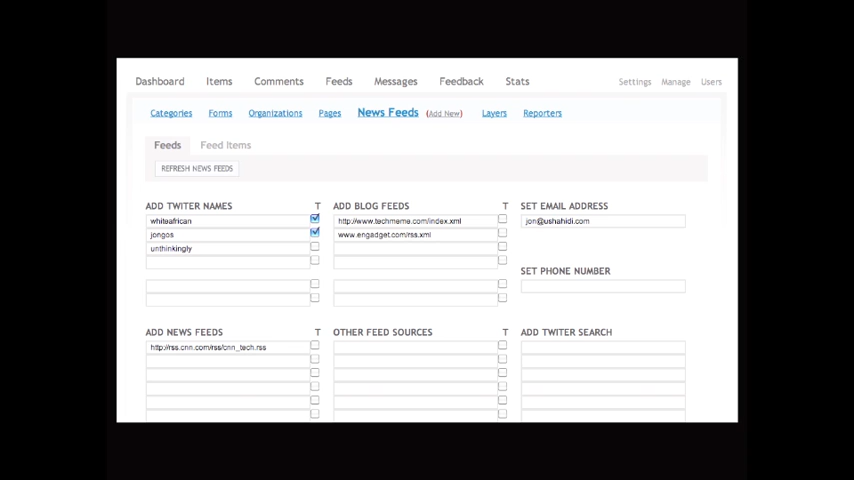 Dashboard Items Comments Feeds Messages Feedback Stats Settings Manage Users
Categories Forms Organizations Pages News Feeds (Add New) Layers Reporters
Feeds Feed Items
REFRESH NEWS FEEDS
ADD TWITER NAMES T ADD BLOG FEEDS T SET EMAIL ADDRESS
whiteafrican http://www.techmeme.com/index.xml jon@ushahidi.com
jongos www.engadget.com/rss.xml
unthinkingly
SET PHONE NUMBER
ADD NEWS FEEDS T OTHER FEED SOURCES T ADD TWITER SEARCH
http://rss.cnn.com/rss/cnn_tech.rss